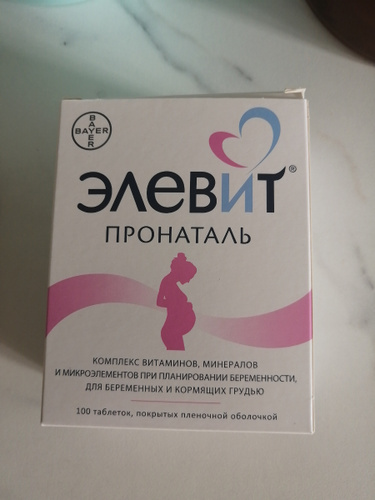 BAYER
BAYER
ЭЛЕВИТ®
ПРОНАТАЛЬ
КОМПЛЕКС ВИТАМИНОВ, МИНЕРАЛОВ
И МИКРОЭЛЕМЕНТОВ ПРИ ПЛАНИРОВАНИИ БЕРЕМЕННОСТИ,
ДЛЯ БЕРЕМЕННЫХ И КОРМЯЩИХ ГРУДЬЮ
100 таблеток, покрытых пленочной оболочкой